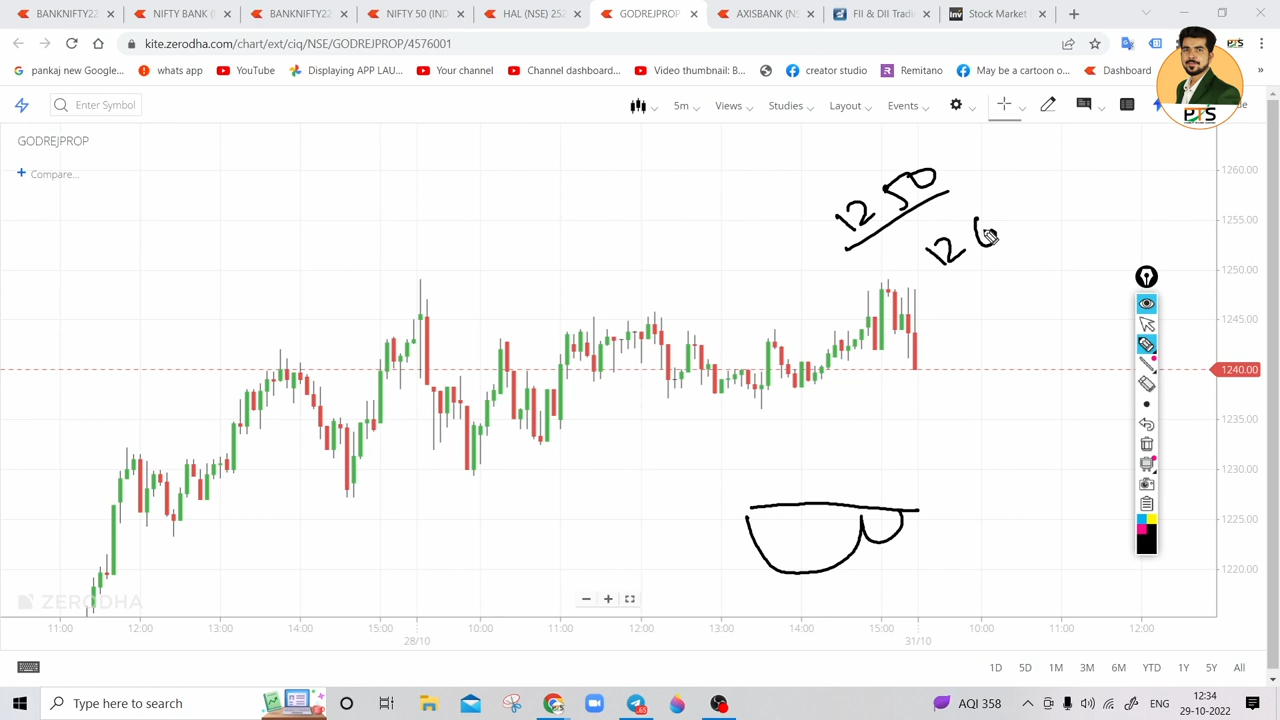 BANKNIFTY22
NIFTY BANK (
BANKNIFTY22
NIFTY 50 (IND
HAL (NSE) 252
GODREJPROP
AXISBANK (NS
FII & DII Tradi
Inv Stock Market
kite.zerodha.com/chart/ext/ciq/NSE/GODREJPROP/4576001
pankaj new Google...
whats app
YouTube
Displaying APP LAU...
Your channel
Channel dashboard...
Video thumbnail: B...
creator studio
Remitano
May be a cartoon o...
Dashboard
»
PTS
Enter Symbol
5m
Views
Studies
Layout
Events
GODREJPROP
+ Compare...
1250
126
1260.00
1255.00
1250.00
1245.00
1240.00
1235.00
1230.00
1225.00
1220.00
ZERODHA
11:00 12:00 13:00 14:00 15:00 10:00 11:00 12:00 13:00 14:00 15:00 10:00 11:00 12:00
28/10 31/10
1D 5D 1M 3M 6M YTD 1Y 5Y All
Type here to search
AQI 353
ENG
12:34
29-10-2022